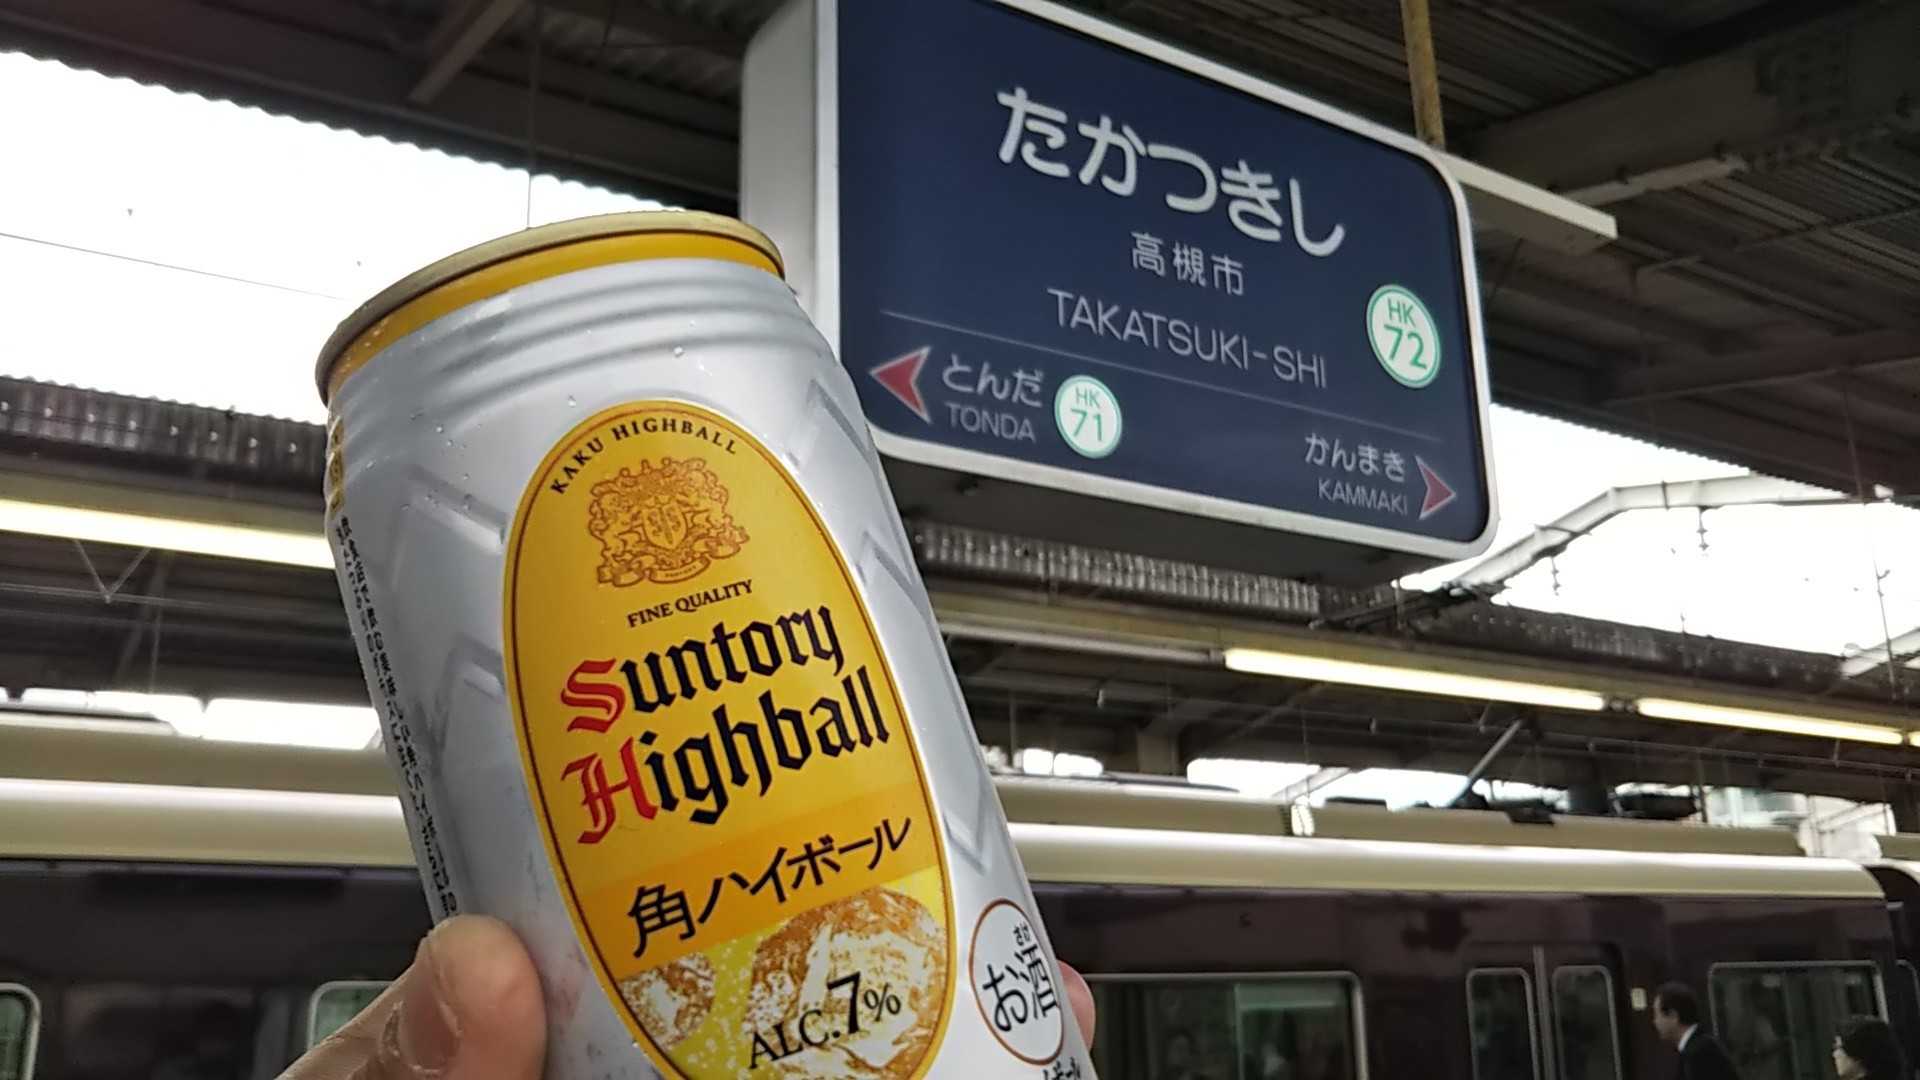 たかつきし
高槻市
TAKATSUKI-SHI
HK
72
とんだ
TONDA
HK
71
かんまき
KAMMAKI
KAKU HIGHBALL
FINE QUALITY
Suntory
Highball
角ハイボール
ALC.7%
さけ
お酒